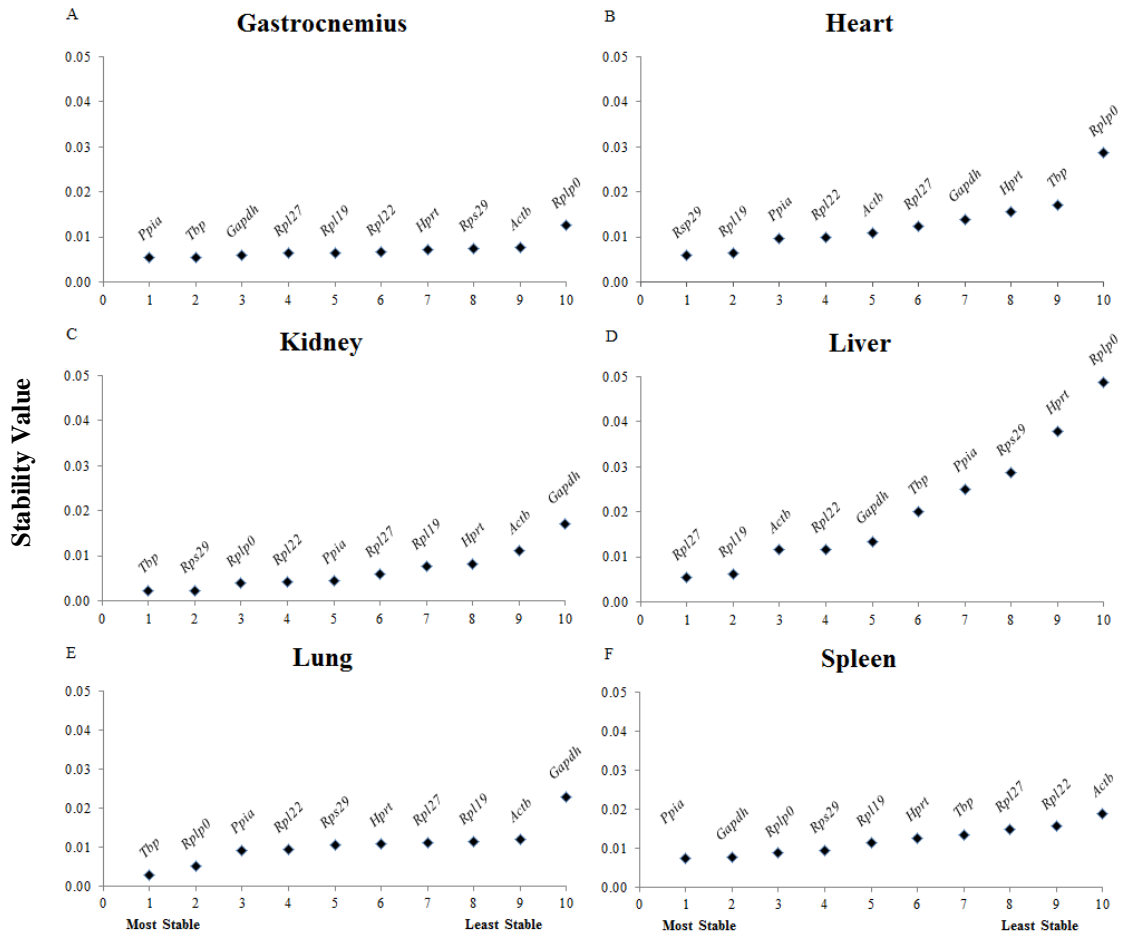 Stability Value
A
Gastrocnemius
0.05
0.04
0.03
0.02
0.01
0.00
Ppia Tbp Gapdh Rpl27 Rpl19 Rpl22 Hprt Rps29 Actb Rplp0
0 1 2 3 4 5 6 7 8 9 10
B
Heart
0.05
0.04
0.03
0.02
0.01
0.00
Rsp29 Rpl19 Ppia Rpl22 Actb Rpl27 Gapdh Hprt Tbp Rplp0
0 1 2 3 4 5 6 7 8 9 10
C
Kidney
0.05
0.04
0.03
0.02
0.01
0.00
Tbp Rps29 Rplp0 Rpl22 Ppia Rpl27 Rpl19 Hprt Actb Gapdh
0 1 2 3 4 5 6 7 8 9 10
D
Liver
0.05
0.04
0.03
0.02
0.01
0.00
Rpl27 Rpl19 Actb Rpl22 Gapdh Tbp Ppia Rps29 Hprt Rplp0
0 1 2 3 4 5 6 7 8 9 10
E
Lung
0.05
0.04
0.03
0.02
0.01
0.00
Tbp Rplp0 Ppia Rpl22 Rps29 Hprt Rpl27 Rpl19 Actb Gapdh
0 1 2 3 4 5 6 7 8 9 10
Most Stable Least Stable
F
Spleen
0.05
0.04
0.03
0.02
0.01
0.00
Ppia Gapdh Rplp0 Rps29 Rpl19 Hprt Tbp Rpl27 Rpl22 Actb
0 1 2 3 4 5 6 7 8 9 10
Most Stable Least Stable